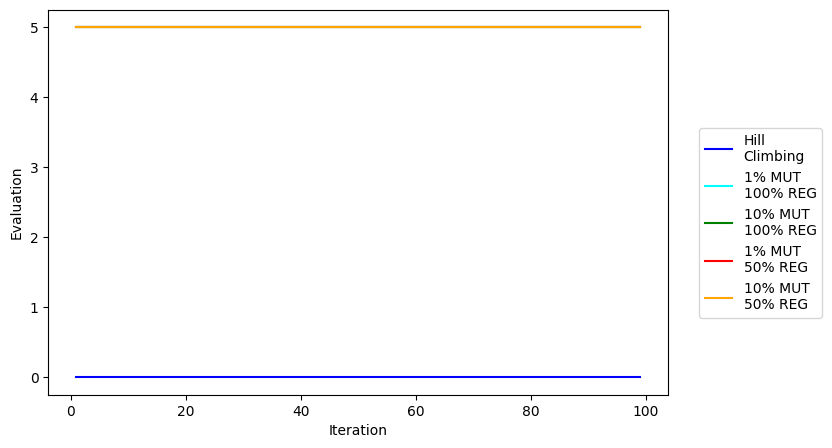 5
4
3
2
1
0
Evaluation
0 20 40 60 80 100
Iteration
Hill
Climbing
1% MUT
100% REG
10% MUT
100% REG
1% MUT
50% REG
10% MUT
50% REG